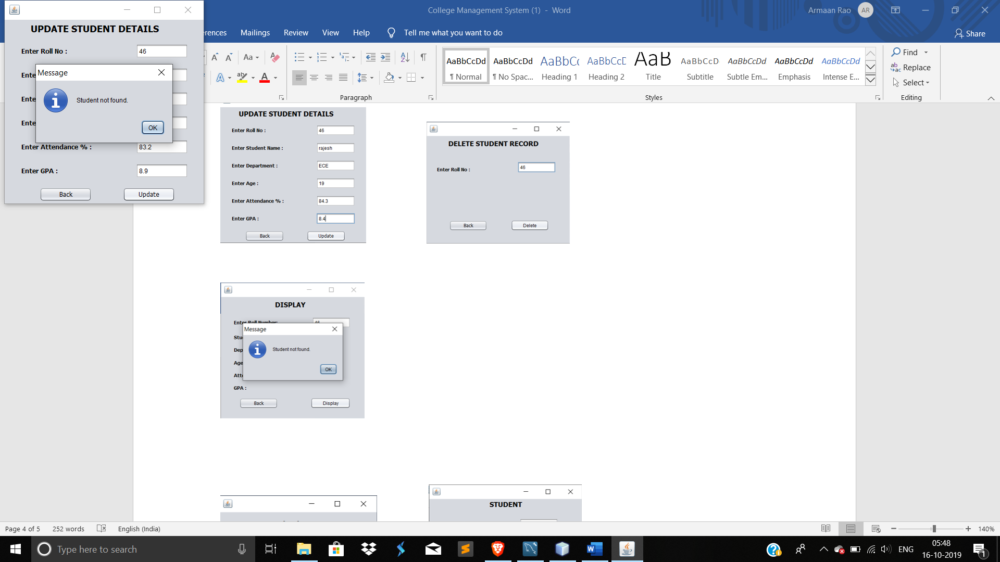 College Management System (1) - Word
Armaan Rao
AR
UPDATE STUDENT DETAILS
Enter Roll No :
46
Ente
Ente
Ente
Message
Student not found.
OK
Enter Attendance % :
83.2
Enter GPA :
8.9
Back
Update
erences
Mailings
Review
View
Help
Tell me what you want to do
Share
Aa
Paragraph
AaBbCcDd
¶ Normal
AaBbCcDd
¶ No Spac...
AaBbCc
Heading 1
AaBbCcC
Heading 2
AaB
Title
AaBbCcD
Subtitle
AaBbCcDd
Subtle Em...
AaBbCcDd
Emphasis
AaBbCcDd
Intense E...
Styles
Find
Replace
Select
Editing
UPDATE STUDENT DETAILS
Enter Roll No :
46
Enter Student Name :
rajesh
Enter Department :
ECE
Enter Age :
19
Enter Attendance % :
84.3
Enter GPA :
8.4
Back
Update
DELETE STUDENT RECORD
Enter Roll No :
46
Back
Delete
DISPLAY
Enter Roll Number:
46
Message
Stu
Student not found.
Dep
Age
OK
Atte
GPA :
Back
Display
STUDENT
Page 4 of 5
252 words
English (India)
140%
Type here to search
ENG
05:48
16-10-2019
1